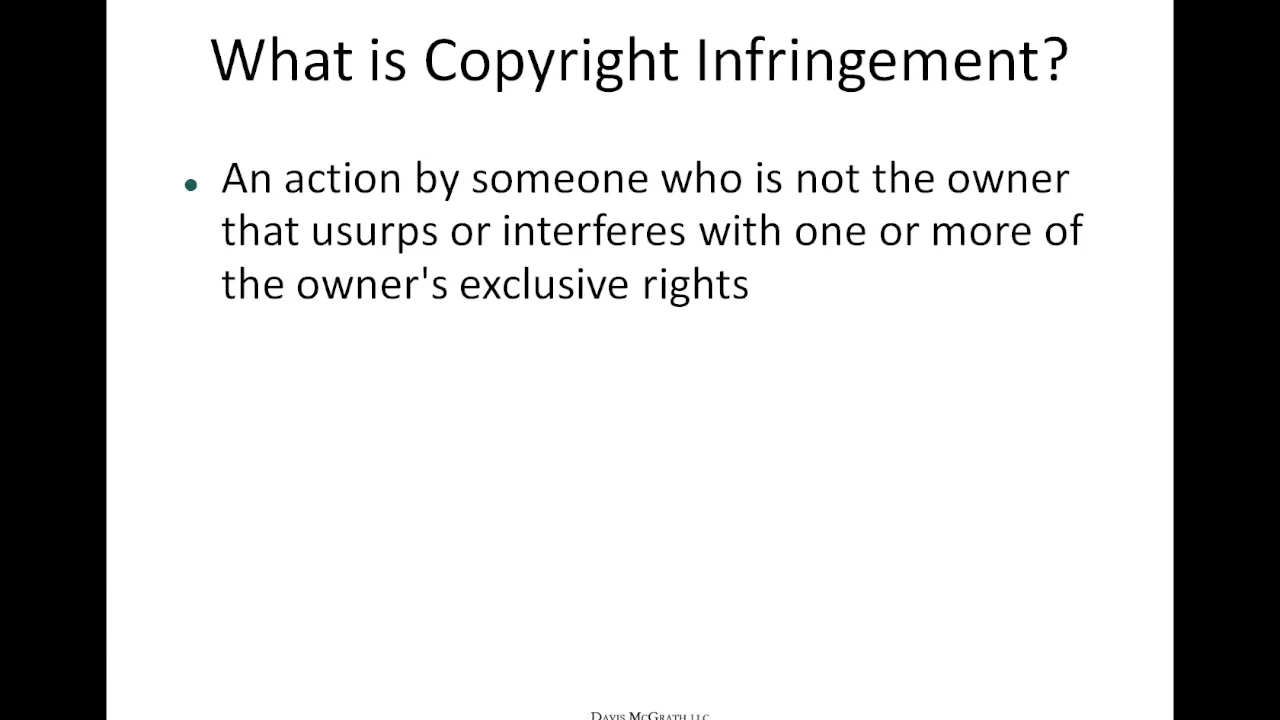 What is Copyright Infringement?
• An action by someone who is not the owner
that usurps or interferes with one or more of
the owner's exclusive rights
DAVIS MCGRATH LLC